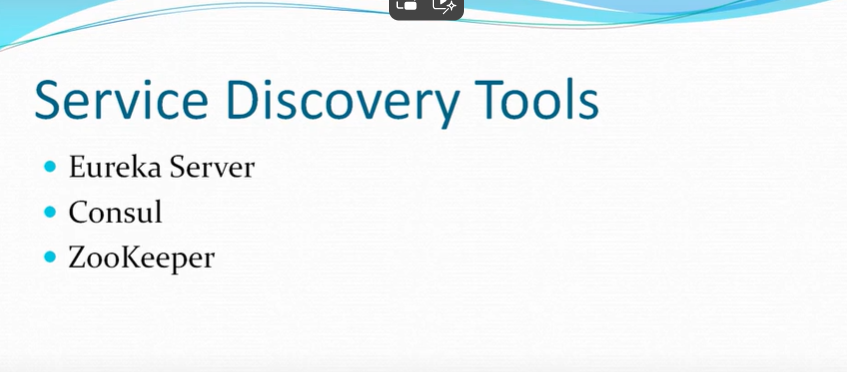 Service Discovery Tools
Eureka Server
Consul
ZooKeeper